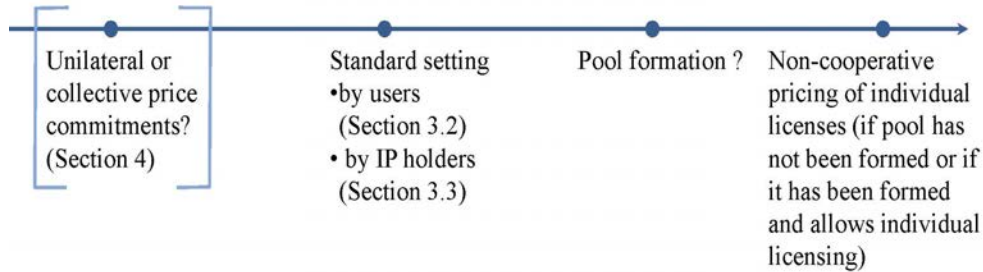 Unilateral or
collective price
commitments?
(Section 4)
Standard setting
•by users
(Section 3.2)
• by IP holders
(Section 3.3)
Pool formation ?
Non-cooperative
pricing of individual
licenses (if pool has
not been formed or if
it has been formed
and allows individual
licensing)